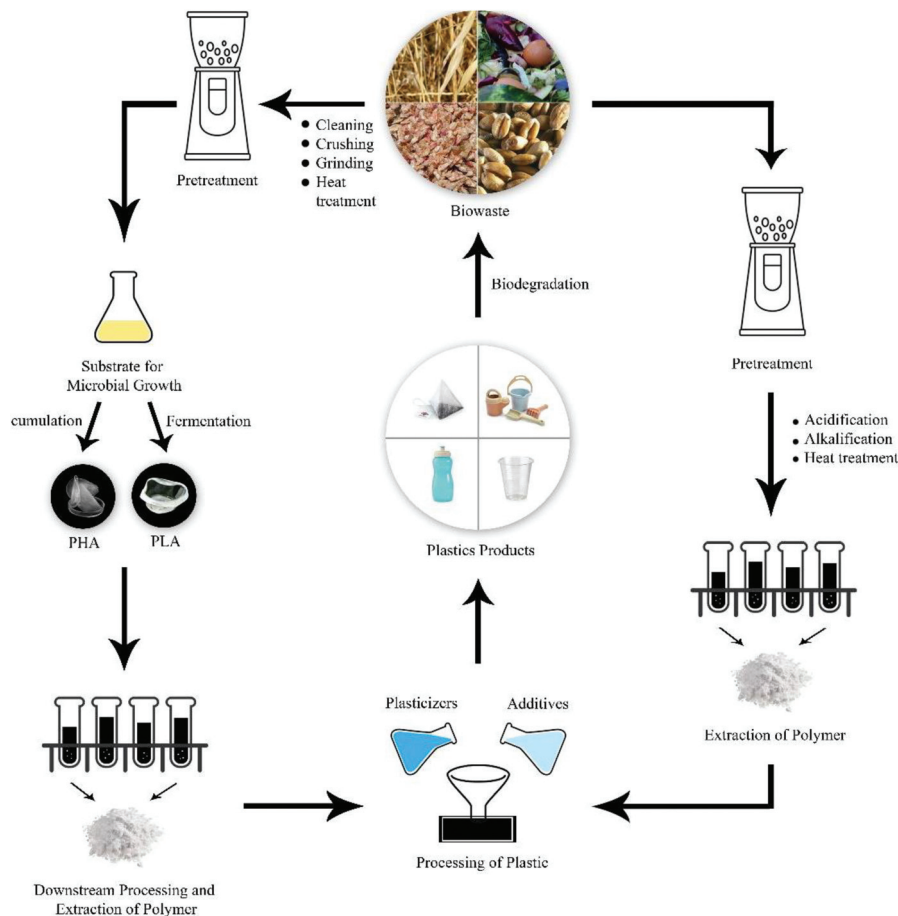 Pretreatment
● Cleaning
● Crushing
● Grinding
● Heat
treatment
Biowaste
Biodegradation
Pretreatment
Substrate for
Microbial Growth
cumulation
Fermentation
PHA
PLA
Plastics Products
• Acidification
• Alkalification
• Heat treatment
Plasticizers
Additives
Extraction of Polymer
Processing of Plastic
Downstream Processing and
Extraction of Polymer